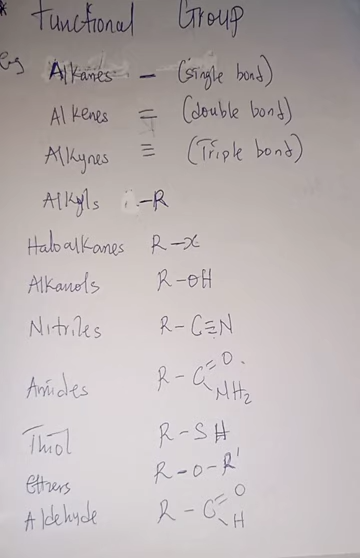 * Functional Group
Eg Alkanes - (single bond)
Alkenes = (double bond)
Alkynes ≡ (Triple bond)
Alkyls -R
Haloalkanes R-x
Alkanols R-OH
Nitriles R-C≡N
Amides R-C=O NH2
Thiol R-SH
Ethers R-O-R'
Aldehyde R-C=O H